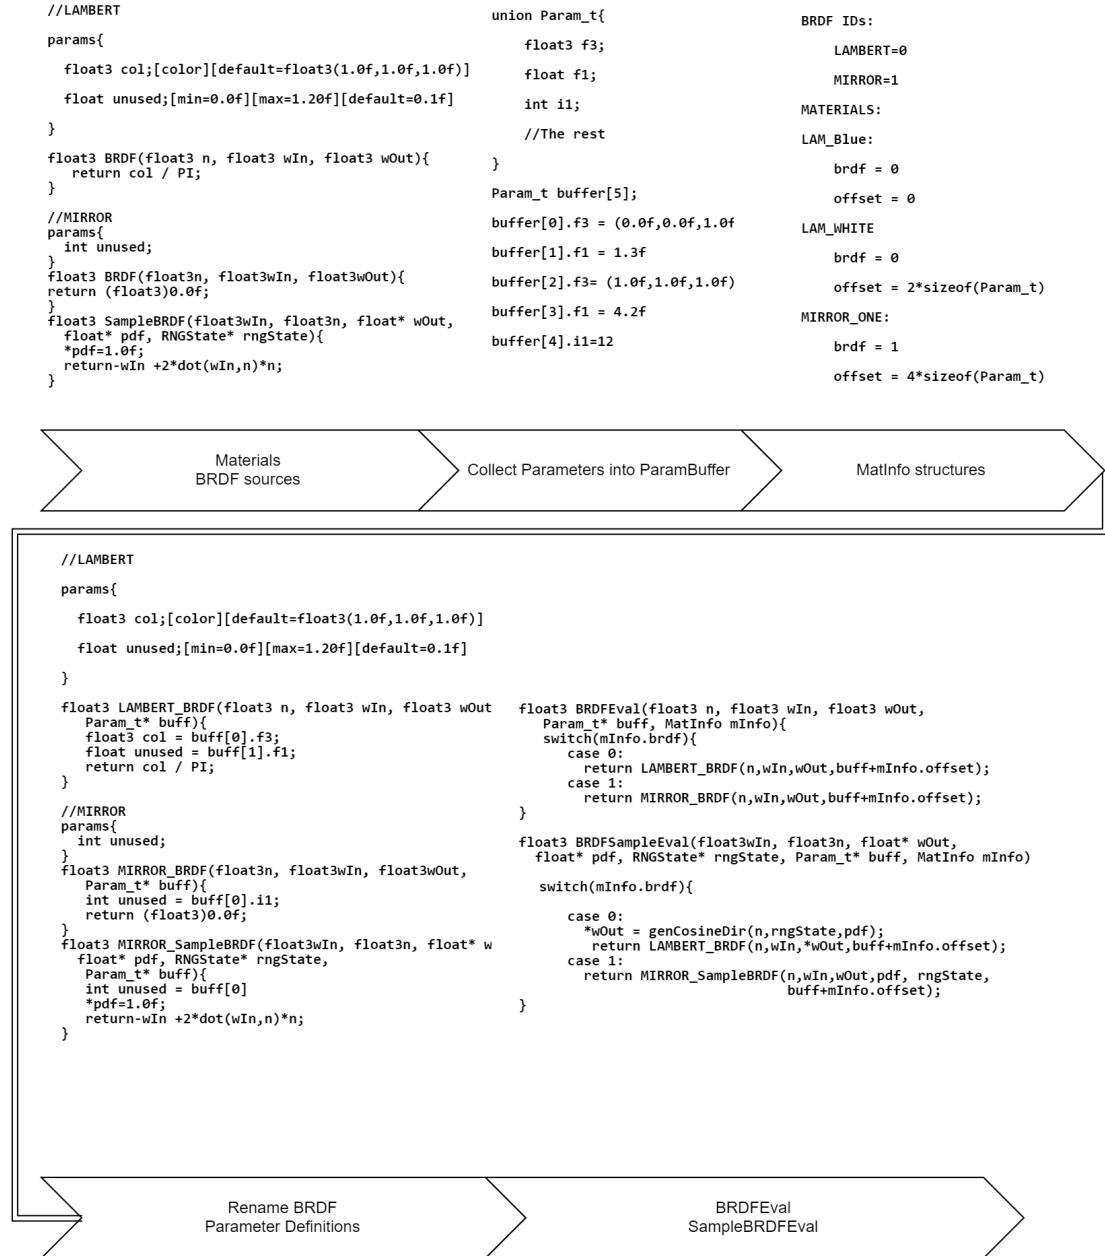 //LAMBERT
params{
float3 col;[color][default=float3(1.0f,1.0f,1.0f)]
float unused;[min=0.0f][max=1.20f][default=0.1f]
}
float3 BRDF(float3 n, float3 wIn, float3 wOut){
return col / PI;
}
//MIRROR
params{
int unused;
}
float3 BRDF(float3n, float3wIn, float3wOut){
return (float3)0.0f;
}
float3 SampleBRDF(float3wIn, float3n, float* wOut,
float* pdf, RNGState* rngState){
*pdf=1.0f;
return-wIn +2*dot(wIn,n)*n;
}
union Param_t{
float3 f3;
float f1;
int i1;
//The rest
}
Param_t buffer[5];
buffer[0].f3 = (0.0f,0.0f,1.0f
buffer[1].f1 = 1.3f
buffer[2].f3= (1.0f,1.0f,1.0f)
buffer[3].f1 = 4.2f
buffer[4].i1=12
BRDF IDs:
LAMBERT=0
MIRROR=1
MATERIALS:
LAM_Blue:
brdf = 0
offset = 0
LAM_WHITE
brdf = 0
offset = 2*sizeof(Param_t)
MIRROR_ONE:
brdf = 1
offset = 4*sizeof(Param_t)
Materials
BRDF sources
Collect Parameters into ParamBuffer
MatInfo structures
//LAMBERT
params{
float3 col;[color][default=float3(1.0f,1.0f,1.0f)]
float unused;[min=0.0f][max=1.20f][default=0.1f]
}
float3 LAMBERT_BRDF(float3 n, float3 wIn, float3 wOut
Param_t* buff){
float3 col = buff[0].f3;
float unused = buff[1].f1;
return col / PI;
}
//MIRROR
params{
int unused;
}
float3 MIRROR_BRDF(float3n, float3wIn, float3wOut,
Param_t* buff){
int unused = buff[0].i1;
return (float3)0.0f;
}
float3 MIRROR_SampleBRDF(float3wIn, float3n, float* w
float* pdf, RNGState* rngState,
Param_t* buff){
int unused = buff[0]
*pdf=1.0f;
return-wIn +2*dot(wIn,n)*n;
}
float3 BRDFEval(float3 n, float3 wIn, float3 wOut,
Param_t* buff, MatInfo mInfo){
switch(mInfo.brdf){
case 0:
return LAMBERT_BRDF(n,wIn,wOut,buff+mInfo.offset);
case 1:
return MIRROR_BRDF(n,wIn,wOut,buff+mInfo.offset);
}
float3 BRDFSampleEval(float3wIn, float3n, float* wOut,
float* pdf, RNGState* rngState, Param_t* buff, MatInfo mInfo)
switch(mInfo.brdf){
case 0:
*wOut = genCosineDir(n,rngstate,pdf);
return LAMBERT_BRDF(n,wIn,*wOut,buff+mInfo.offset);
case 1:
return MIRROR_SampleBRDF(n,wIn,wOut,pdf, rngState,
buff+mInfo.offset);
}
Rename BRDF
Parameter Definitions
BRDFEval
SampleBRDFEval